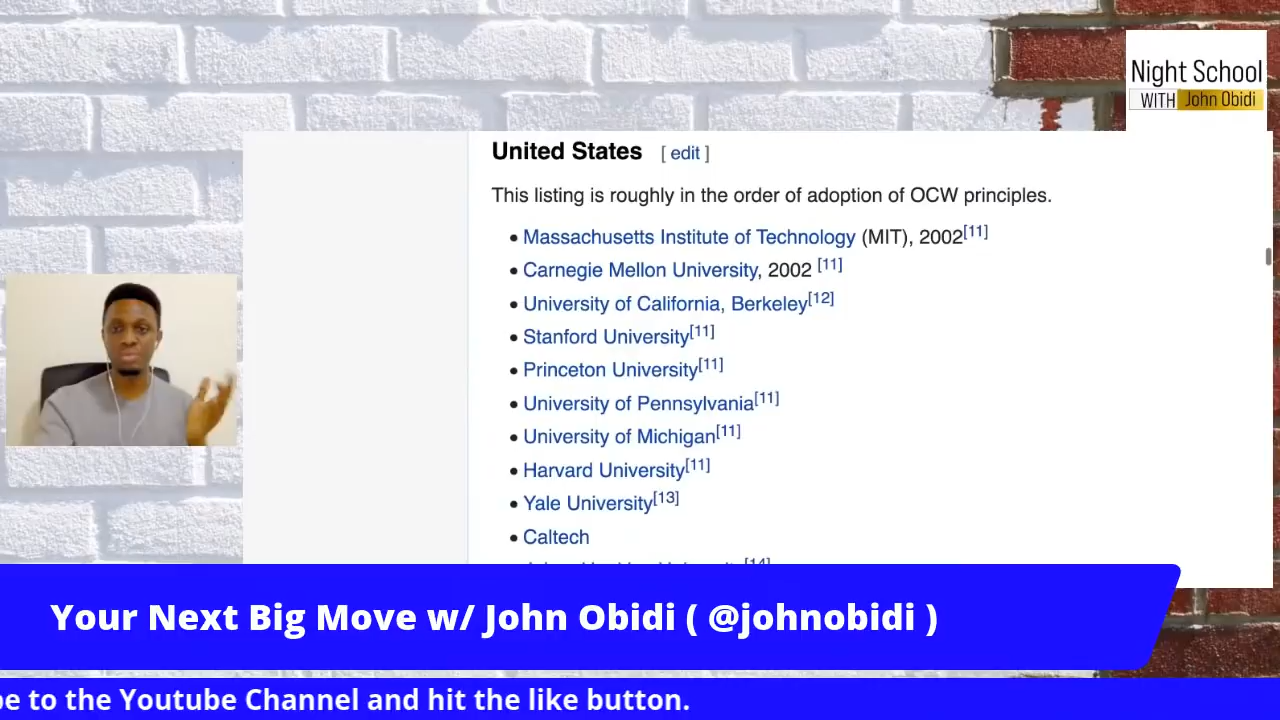 Night School
WITH John Obidi
United States [ edit ]
This listing is roughly in the order of adoption of OCW principles.
• Massachusetts Institute of Technology (MIT), 2002[11]
• Carnegie Mellon University, 2002 [11]
• University of California, Berkeley[12]
• Stanford University[11]
• Princeton University[11]
• University of Pennsylvania[11]
• University of Michigan[11]
• Harvard University[11]
• Yale University[13]
• Caltech
[14]
Your Next Big Move w/ John Obidi ( @johnobidi )
to the Youtube Channel and hit the like button.